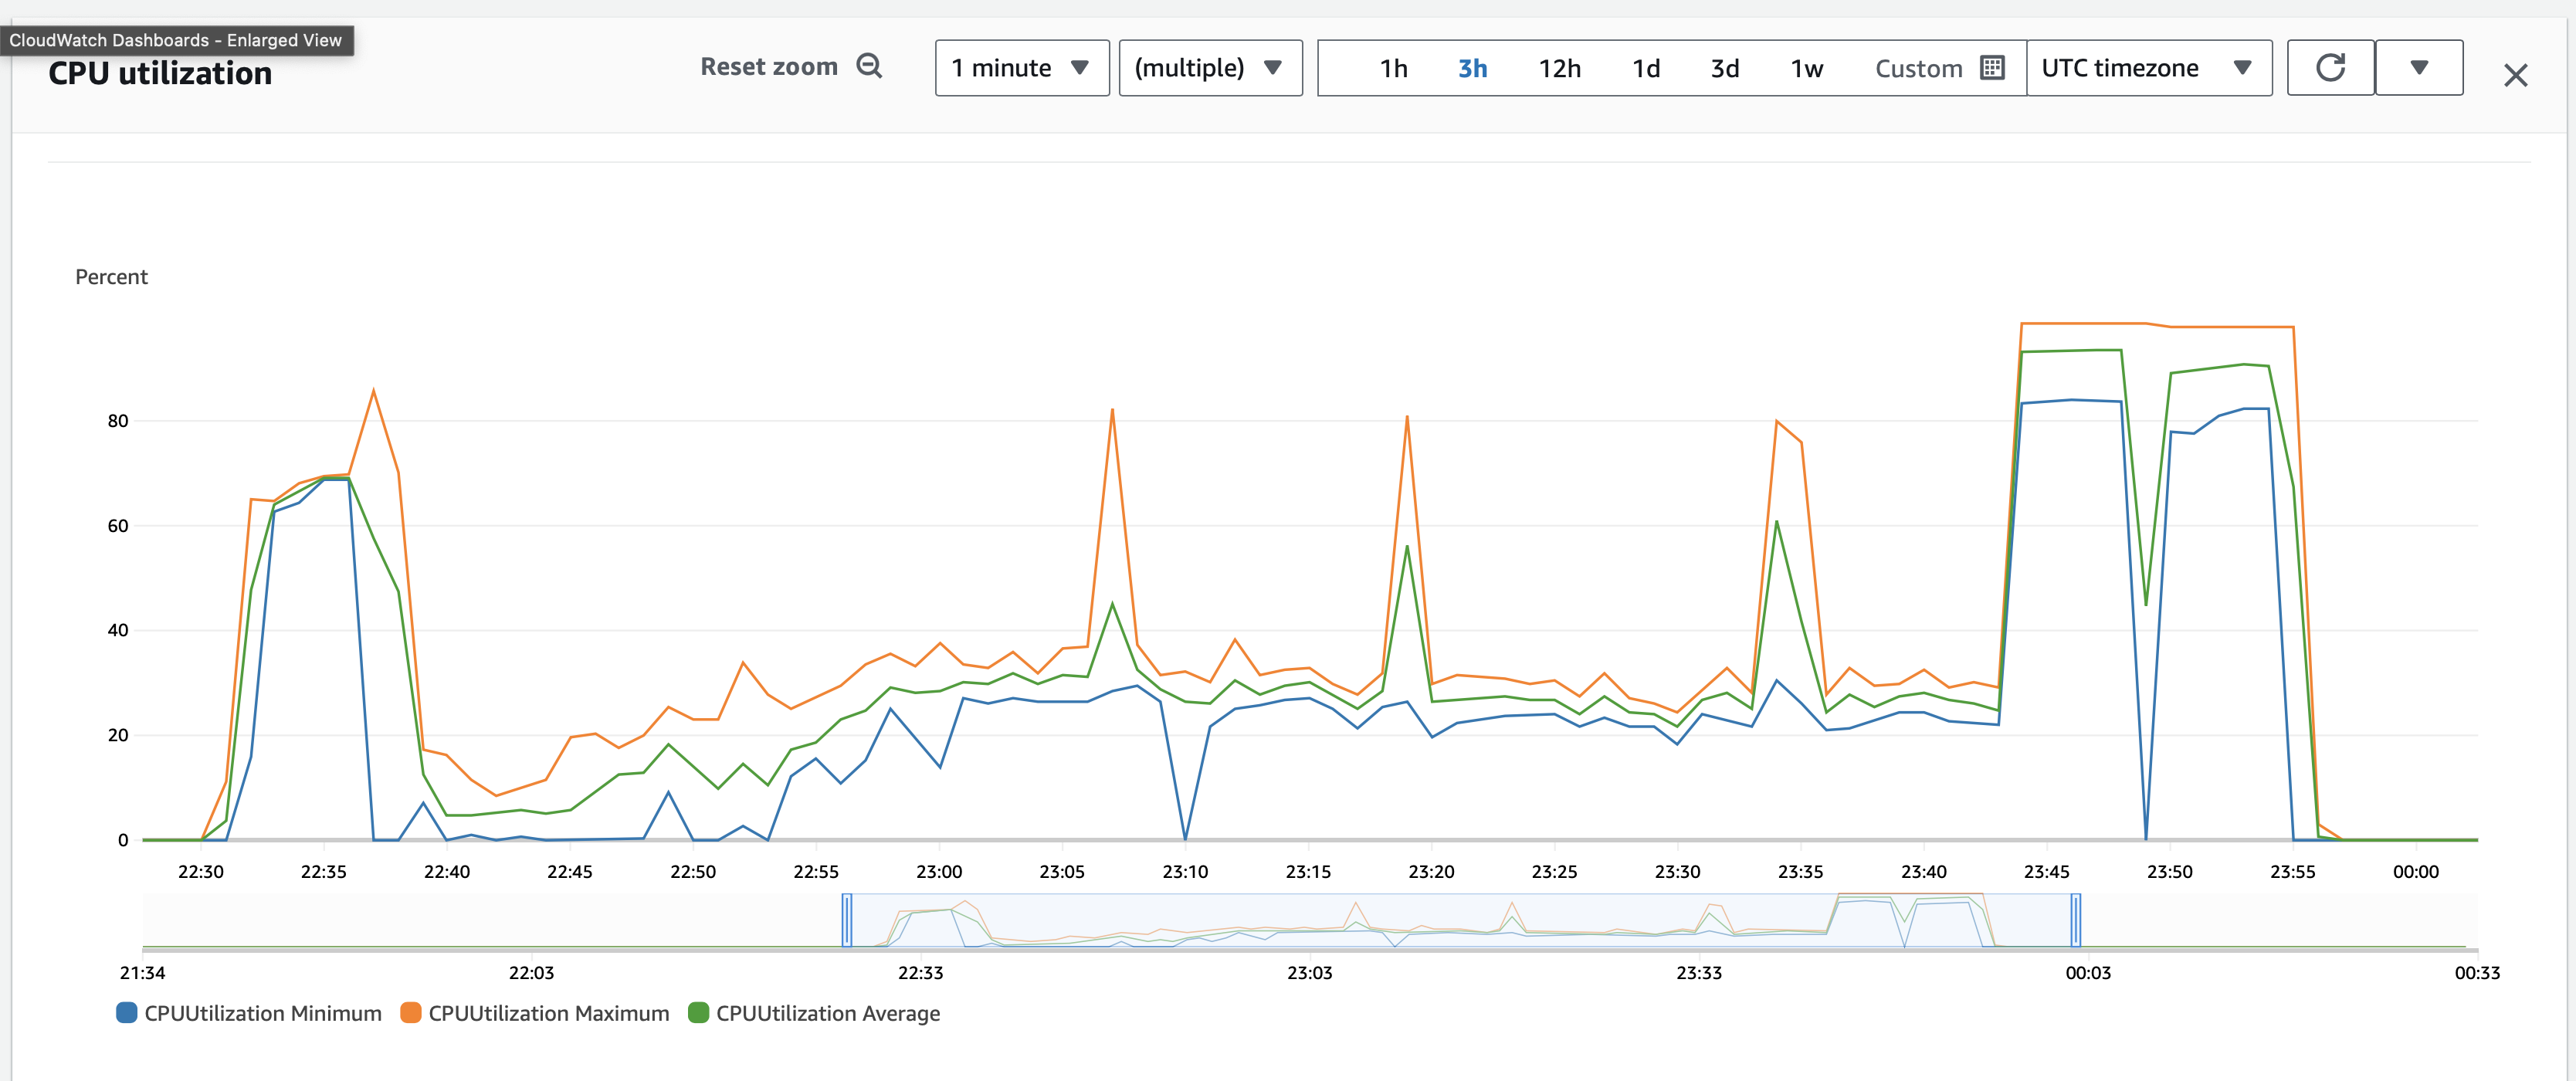 CloudWatch Dashboards - Enlarged View
CPU utilization
Reset zoom
1 minute
(multiple)
1h 3h 12h 1d 3d 1w Custom
UTC timezone
Percent
80
60
40
20
0
22:30 22:35 22:40 22:45 22:50 22:55 23:00 23:05 23:10 23:15 23:20 23:25 23:30 23:35 23:40 23:45 23:50 23:55 00:00
21:34 22:03 22:33 23:03 23:33 00:03 00:33
CPUUtilization Minimum CPUUtilization Maximum CPUUtilization Average